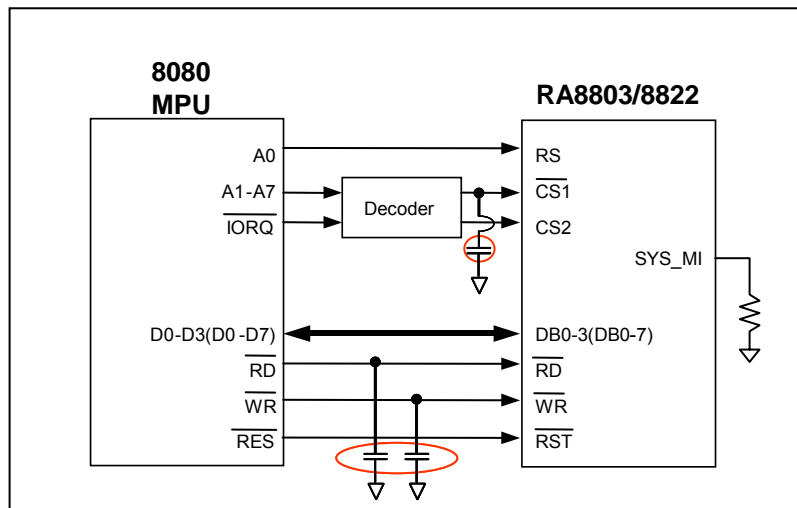 8080
MPU
RA8803/8822
A0
RS
A1-A7
Decoder
CS1
IORQ
CS2
SYS_MI
D0-D3(D0-D7)
DB0-3(DB0-7)
RD
RD
WR
WR
RES
RST